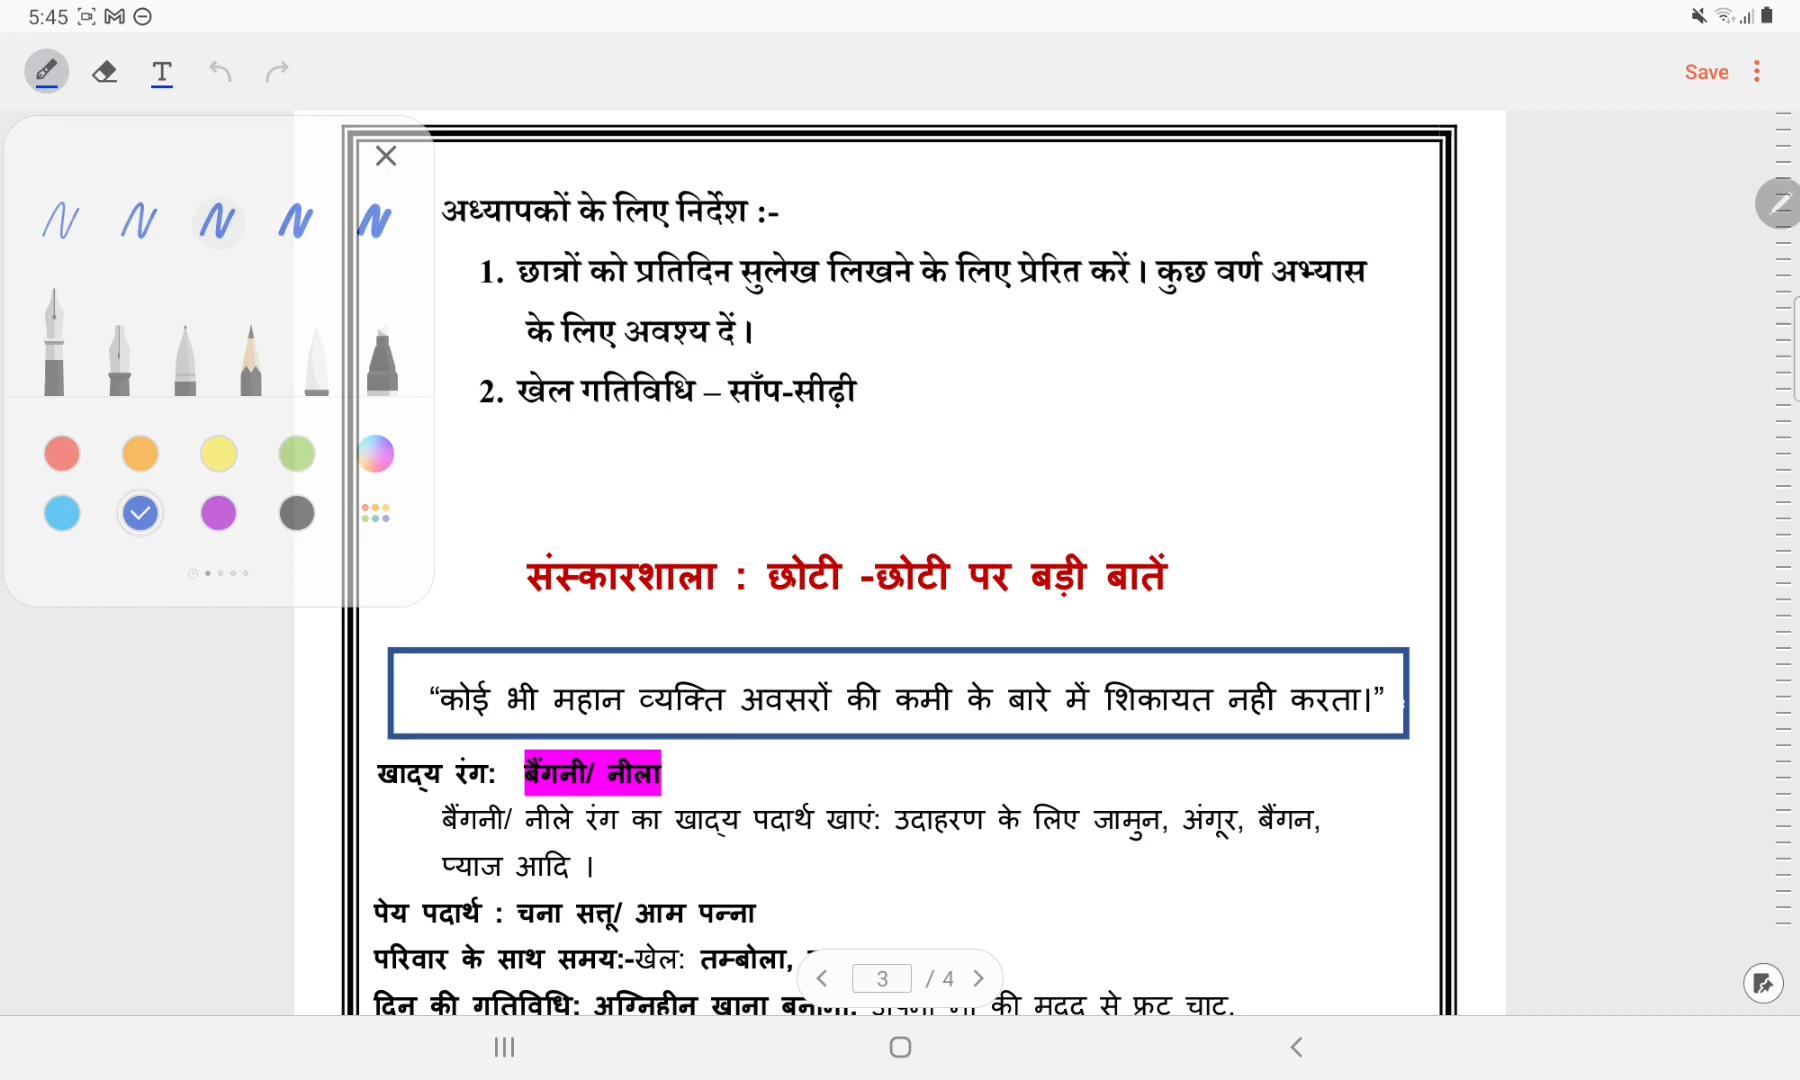 5:45
T
Save
अध्यापकों के लिए निर्देश :-
1. छात्रों को प्रतिदिन सुलेख लिखने के लिए प्रेरित करें। कुछ वर्ण अभ्यास
के लिए अवश्य दें।
2. खेल गतिविधि – साँप-सीढ़ी
संस्कारशाला : छोटी -छोटी पर बड़ी बातें
“कोई भी महान व्यक्ति अवसरों की कमी के बारे में शिकायत नही करता।”
खाद्य रंग: बैंगनी/ नीला
बैंगनी/ नीले रंग का खाद्य पदार्थ खाएं: उदाहरण के लिए जामुन, अंगूर, बैंगन,
प्याज आदि ।
पेय पदार्थ : चना सत्तू/ आम पन्ना
परिवार के साथ समय:-खेल: तम्बोला,
3 / 4
दिन की गतिविधि: अग्निहीन खाना बनाना: की मदद से फ्रूट चाट,